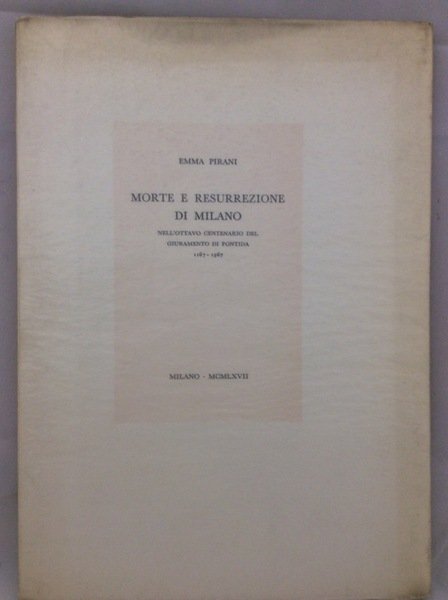 EMMA PIRANI
MORTE E RESURREZIONE
DI MILANO
NELL'OTTAVO CENTENARIO DEL
GIURAMENTO DI PONTIDA
1167 - 1967
MILANO - MCMLXVII